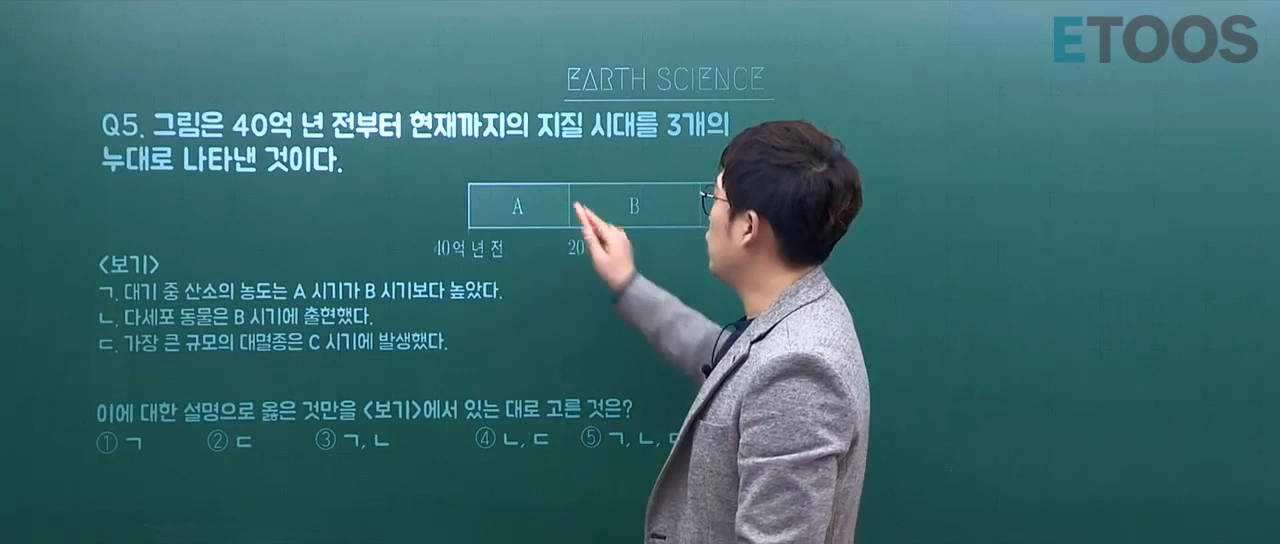 ETOOS
EARTH SCIENCE
Q5. 그림은 40억 년 전부터 현재까지의 지질 시대를 3개의
누대로 나타낸 것이다.
A B
40억 년 전 20
<보기>
ㄱ. 대기 중 산소의 농도는 A 시기가 B 시기보다 높았다.
ㄴ. 다세포 동물은 B 시기에 출현했다.
ㄷ. 가장 큰 규모의 대멸종은 C 시기에 발생했다.
이에 대한 설명으로 옳은 것만을 <보기>에서 있는 대로 고른 것은?
① ㄱ ② ㄷ ③ ㄱ, ㄴ ④ ㄴ, ㄷ ⑤ ㄱ, ㄴ, ㄷ